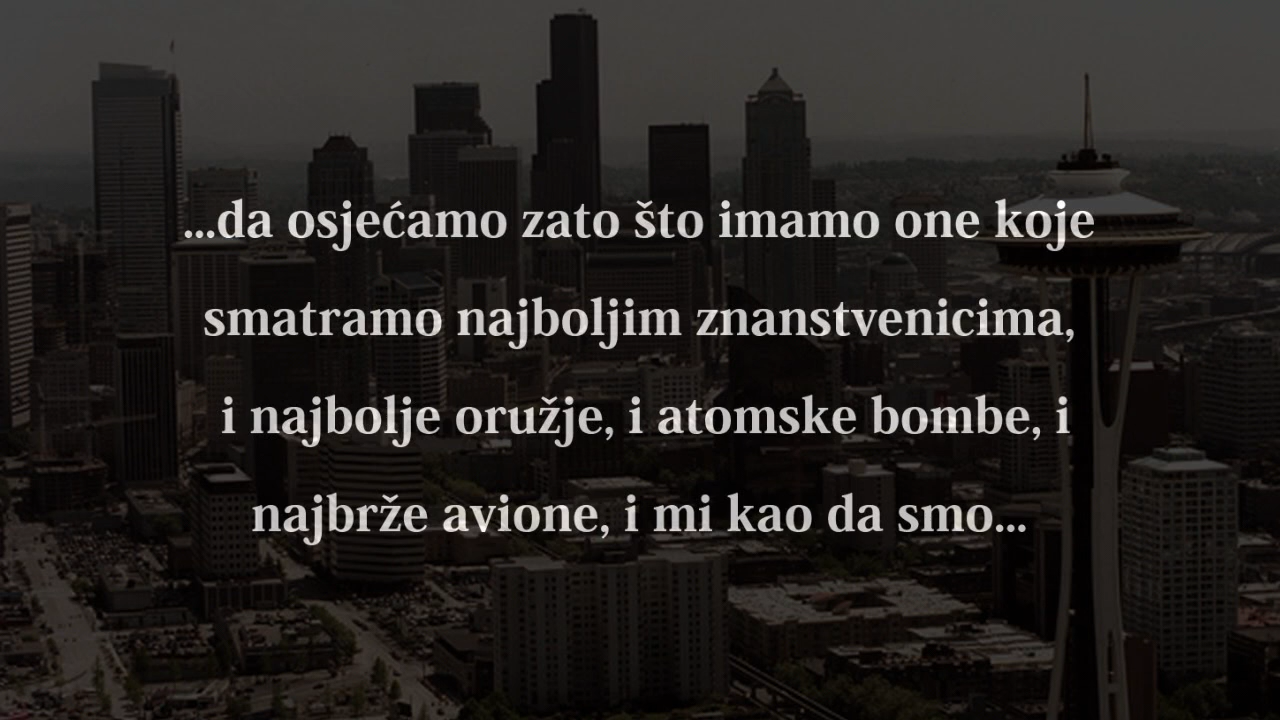 ...da osjećamo zato što imamo one koje
smatramo najboljim znanstvenicima,
i najbolje oružje, i atomske bombe, i
najbrže avione, i mi kao da smo...